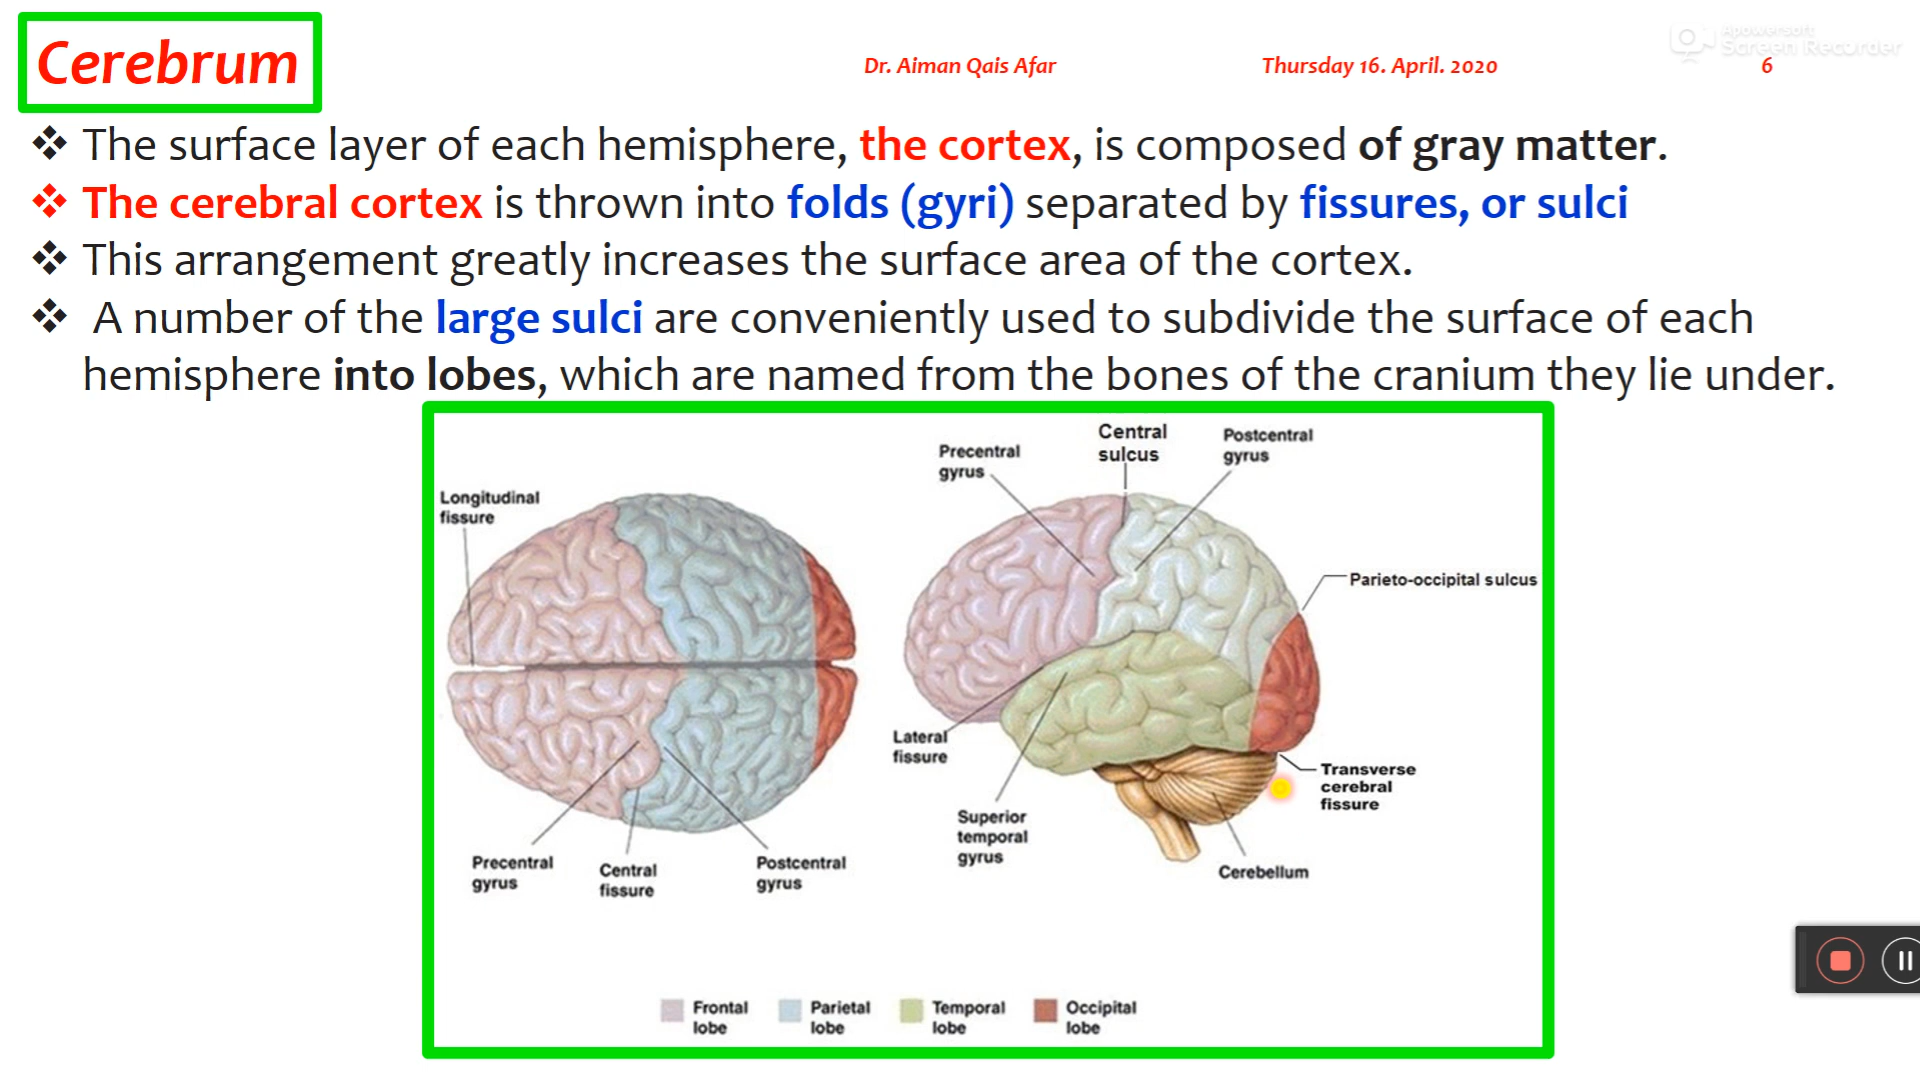 Cerebrum
Dr. Aiman Qais Afar
Thursday 16. April. 2020
6
Apowersoft
Screen Recorder
❖ The surface layer of each hemisphere, the cortex, is composed of gray matter.
❖ The cerebral cortex is thrown into folds (gyri) separated by fissures, or sulci
❖ This arrangement greatly increases the surface area of the cortex.
❖ A number of the large sulci are conveniently used to subdivide the surface of each
hemisphere into lobes, which are named from the bones of the cranium they lie under.
Longitudinal
fissure
Precentral
gyrus
Central
fissure
Postcentral
gyrus
Precentral
gyrus
Central
sulcus
Postcentral
gyrus
Parieto-occipital sulcus
Lateral
fissure
Superior
temporal
gyrus
Transverse
cerebral
fissure
Cerebellum
Frontal
lobe
Parietal
lobe
Temporal
lobe
Occipital
lobe